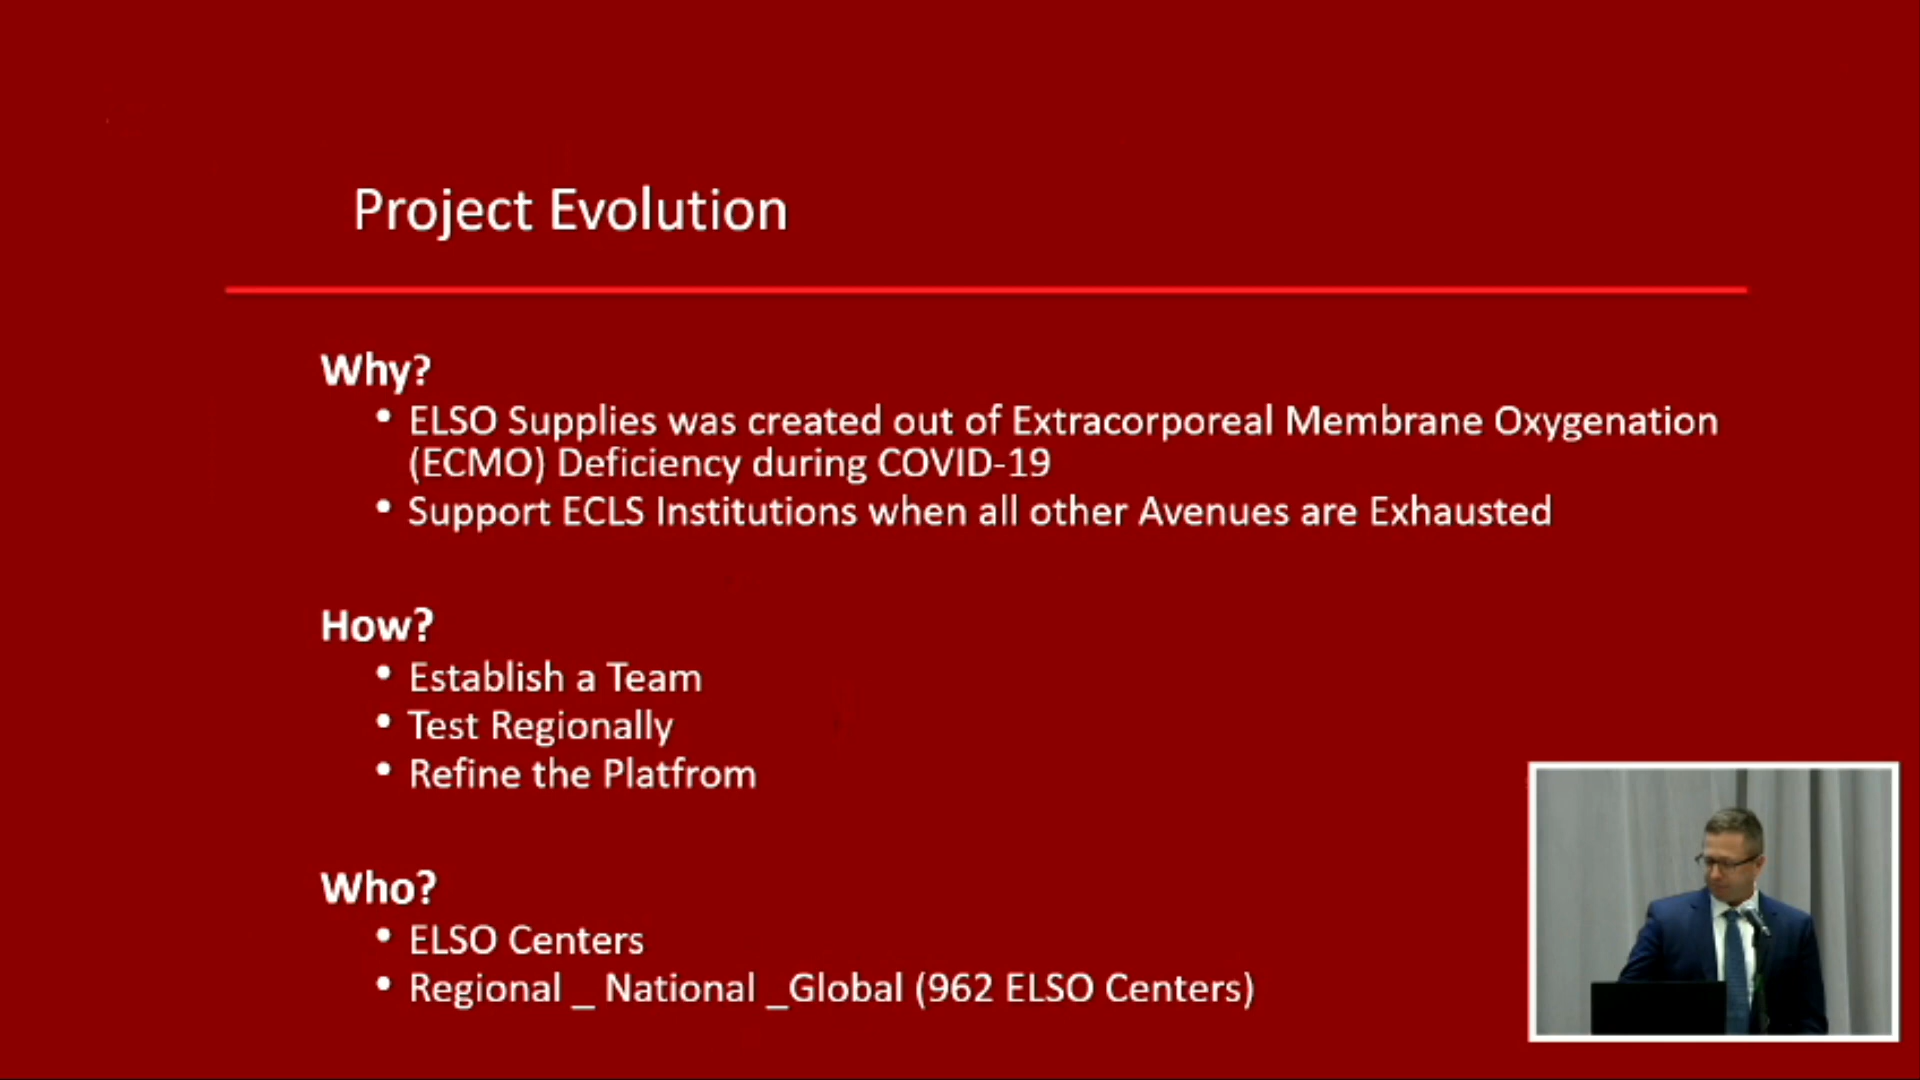 Project Evolution
Why?
• ELSO Supplies was created out of Extracorporeal Membrane Oxygenation
(ECMO) Deficiency during COVID-19
• Support ECLS Institutions when all other Avenues are Exhausted
How?
• Establish a Team
• Test Regionally
• Refine the Platfrom
Who?
• ELSO Centers
• Regional _ National _Global (962 ELSO Centers)